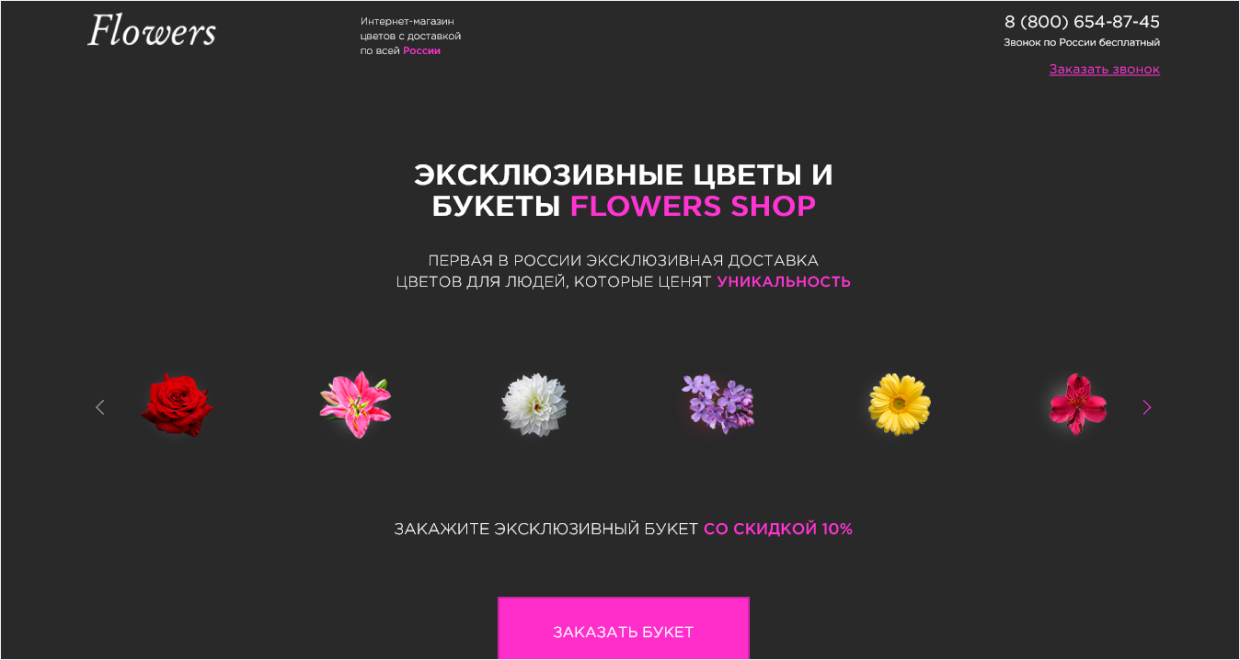 Flowers
Интернет-магазин
цветов с доставкой
по всей России
8 (800) 654-87-45
Звонок по России бесплатный
Заказать звонок
ЭКСКЛЮЗИВНЫЕ ЦВЕТЫ И
БУКЕТЫ FLOWERS SHOP
ПЕРВАЯ В РОССИИ ЭКСКЛЮЗИВНАЯ ДОСТАВКА
ЦВЕТОВ ДЛЯ ЛЮДЕЙ, КОТОРЫЕ ЦЕНЯТ УНИКАЛЬНОСТЬ
ЗАКАЖИТЕ ЭКСКЛЮЗИВНЫЙ БУКЕТ СО СКИДКОЙ 10%
ЗАКАЗАТЬ БУКЕТ